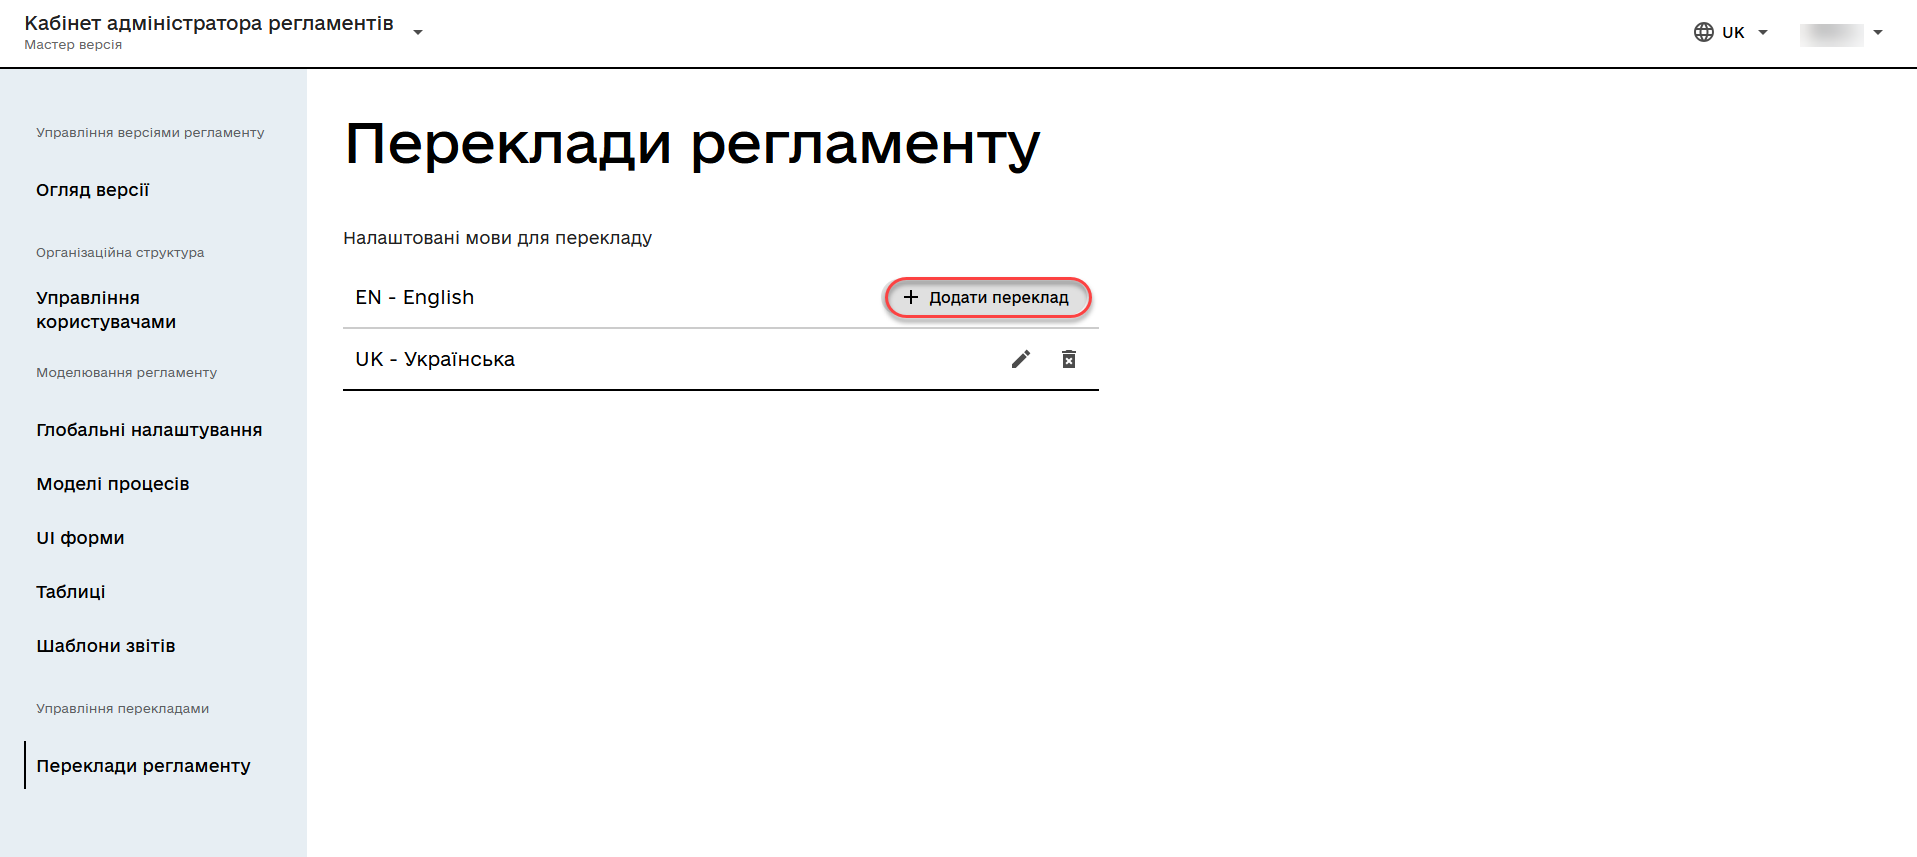 Кабінет адміністратора регламентів
Мастер версія
UK
Управління версіями регламенту
Огляд версії
Організаційна структура
Управління
користувачами
Моделювання регламенту
Глобальні налаштування
Моделі процесів
UI форми
Таблиці
Шаблони звітів
Управління перекладами
Переклади регламенту
Переклади регламенту
Налаштовані мови для перекладу
EN - English
Додати переклад
UK - Українська